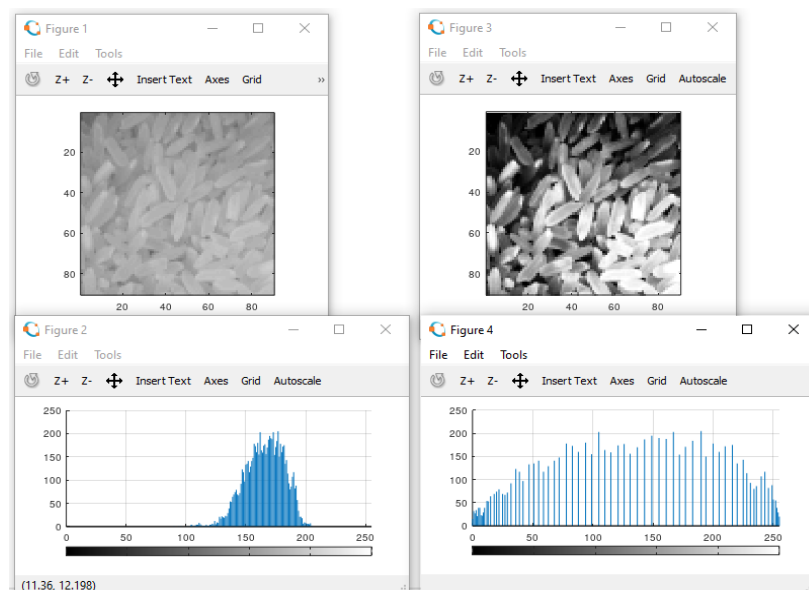 Figure 1
File Edit Tools
Z+ Z- Insert Text Axes Grid »
20
40
60
80
20 40 60 80
Figure 3
File Edit Tools
Z+ Z- Insert Text Axes Grid Autoscale
20
40
60
80
20 40 60 80
Figure 2
File Edit Tools
Z+ Z- Insert Text Axes Grid Autoscale
250
200
150
100
50
0
0 50 100 150 200 250
(11.36, 12.198)
Figure 4
File Edit Tools
Z+ Z- Insert Text Axes Grid Autoscale
250
200
150
100
50
0
0 50 100 150 200 250